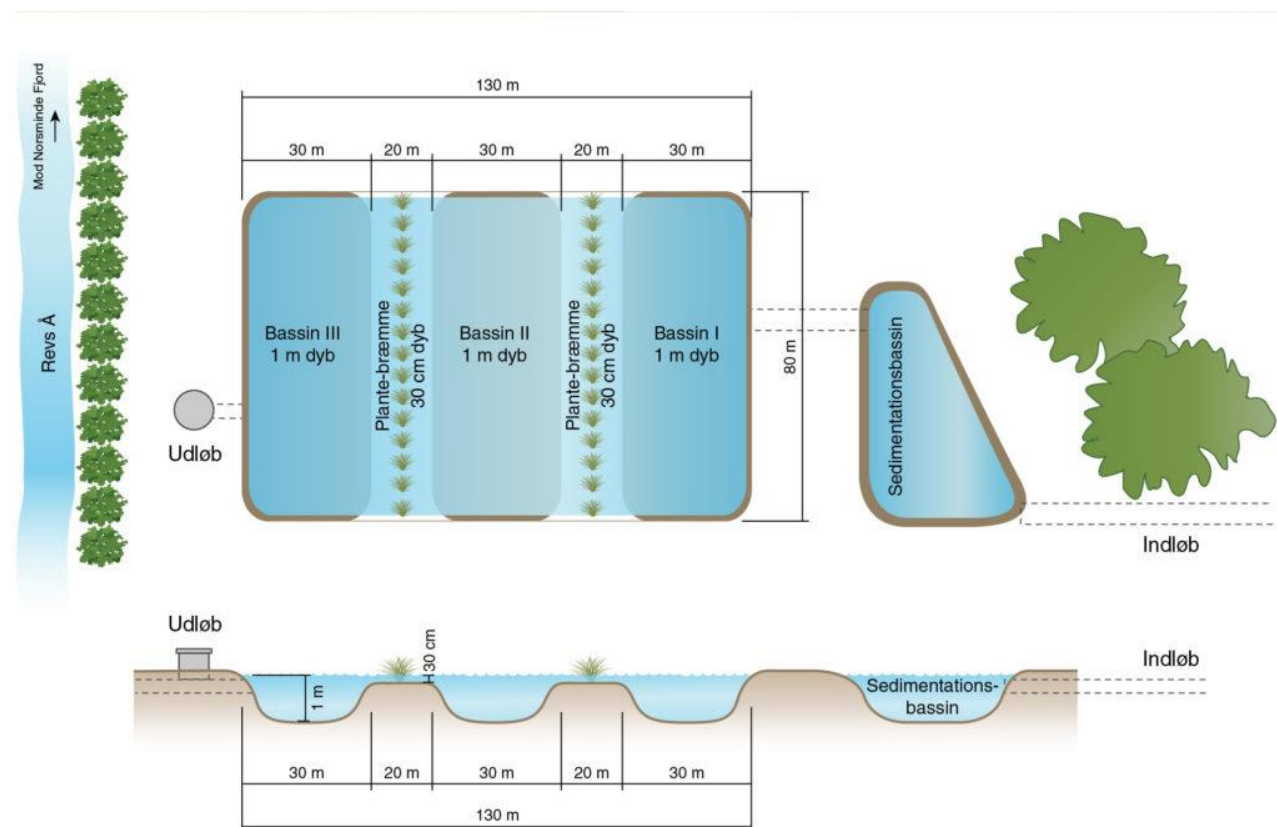 130 m
30 m
20 m
30 m
20 m
30 m
Mod Norsminde Fjord
Revs Å
Bassin III
1 m dyb
Plante-bræmme
30 cm dyb
Bassin II
1 m dyb
Plante-bræmme
30 cm dyb
Bassin I
1 m dyb
80 m
Sedimentationsbassin
Udløb
Indløb
Udløb
30 cm
1 m
Sedimentations-
bassin
Indløb
30 m
20 m
30 m
20 m
30 m
130 m